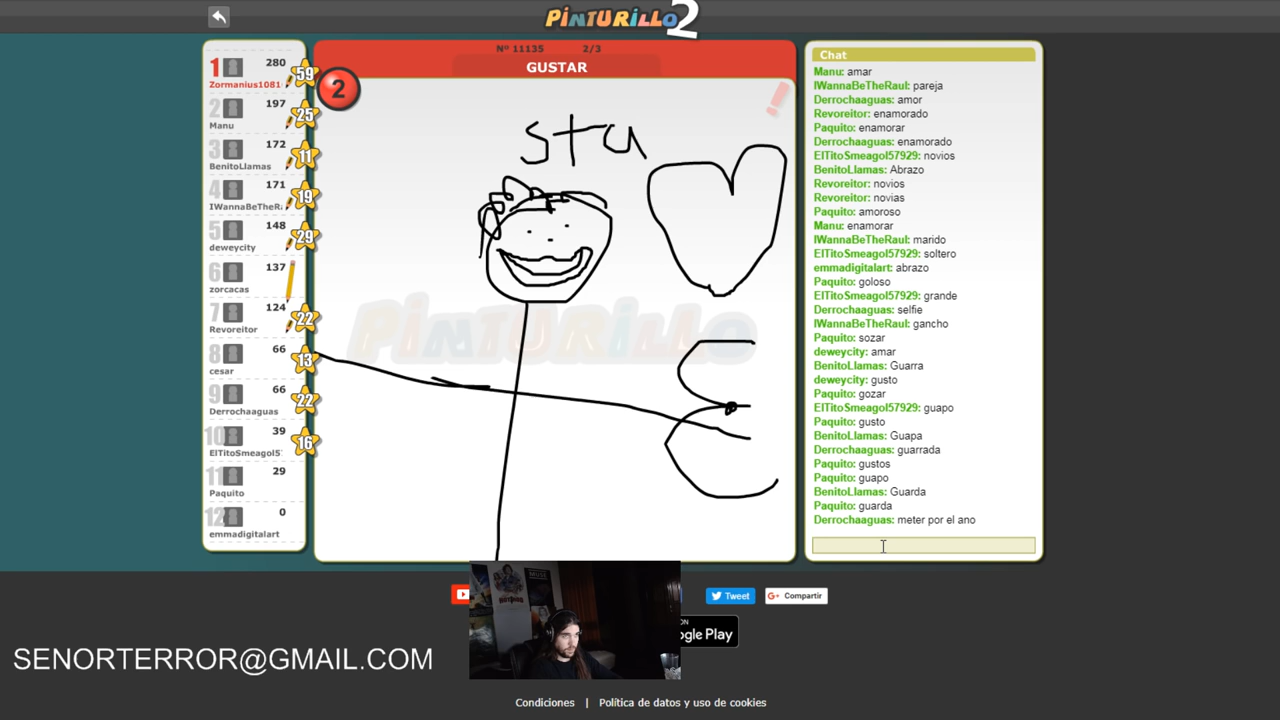 PINTURILLO 2
Nº 11135 2/3
GUSTAR
2
1 280 59
Zormanius1081
2 197 25
Manu
3 172 11
BenitoLlamas
4 171 19
IWannaBeTheRa
5 148 29
deweycity
6 137
zorcacas
7 124 22
Revoreitor
8 66 13
cesar
9 66 22
Derrochaaguas
10 39 16
ElTitoSmeagol5
11 29
Paquito
12 0
emmadigitalart
sta
PINTURILLO
Chat
Manu: amar
IWannaBeTheRaul: pareja
Derrochaaguas: amor
Revoreitor: enamorado
Paquito: enamorar
Derrochaaguas: enamorado
ElTitoSmeagol57929: novios
BenitoLlamas: Abrazo
Revoreitor: novios
Revoreitor: novias
Paquito: amoroso
Manu: enamorar
IWannaBeTheRaul: marido
ElTitoSmeagol57929: soltero
emmadigitalart: abrazo
Paquito: goloso
ElTitoSmeagol57929: grande
Derrochaaguas: selfie
IWannaBeTheRaul: gancho
Paquito: sozar
deweycity: amar
BenitoLlamas: Guarra
deweycity: gusto
Paquito: gozar
ElTitoSmeagol57929: guapo
Paquito: gusto
BenitoLlamas: Guapa
Derrochaaguas: guarrada
Paquito: gustos
Paquito: guapo
BenitoLlamas: Guarda
Paquito: guarda
Derrochaaguas: meter por el ano
Tweet
G+ Compartir
ON
ogle Play
SENORTERROR@GMAIL.COM
Condiciones | Política de datos y uso de cookies